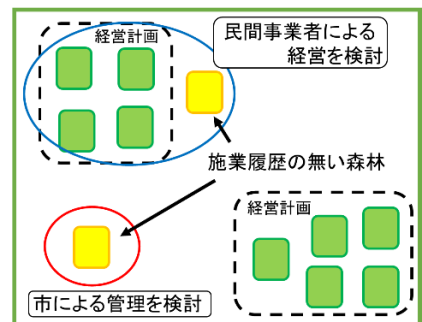 民間事業者による
経営を検討
経営計画
施業履歴の無い森林
経営計画
市による管理を検討